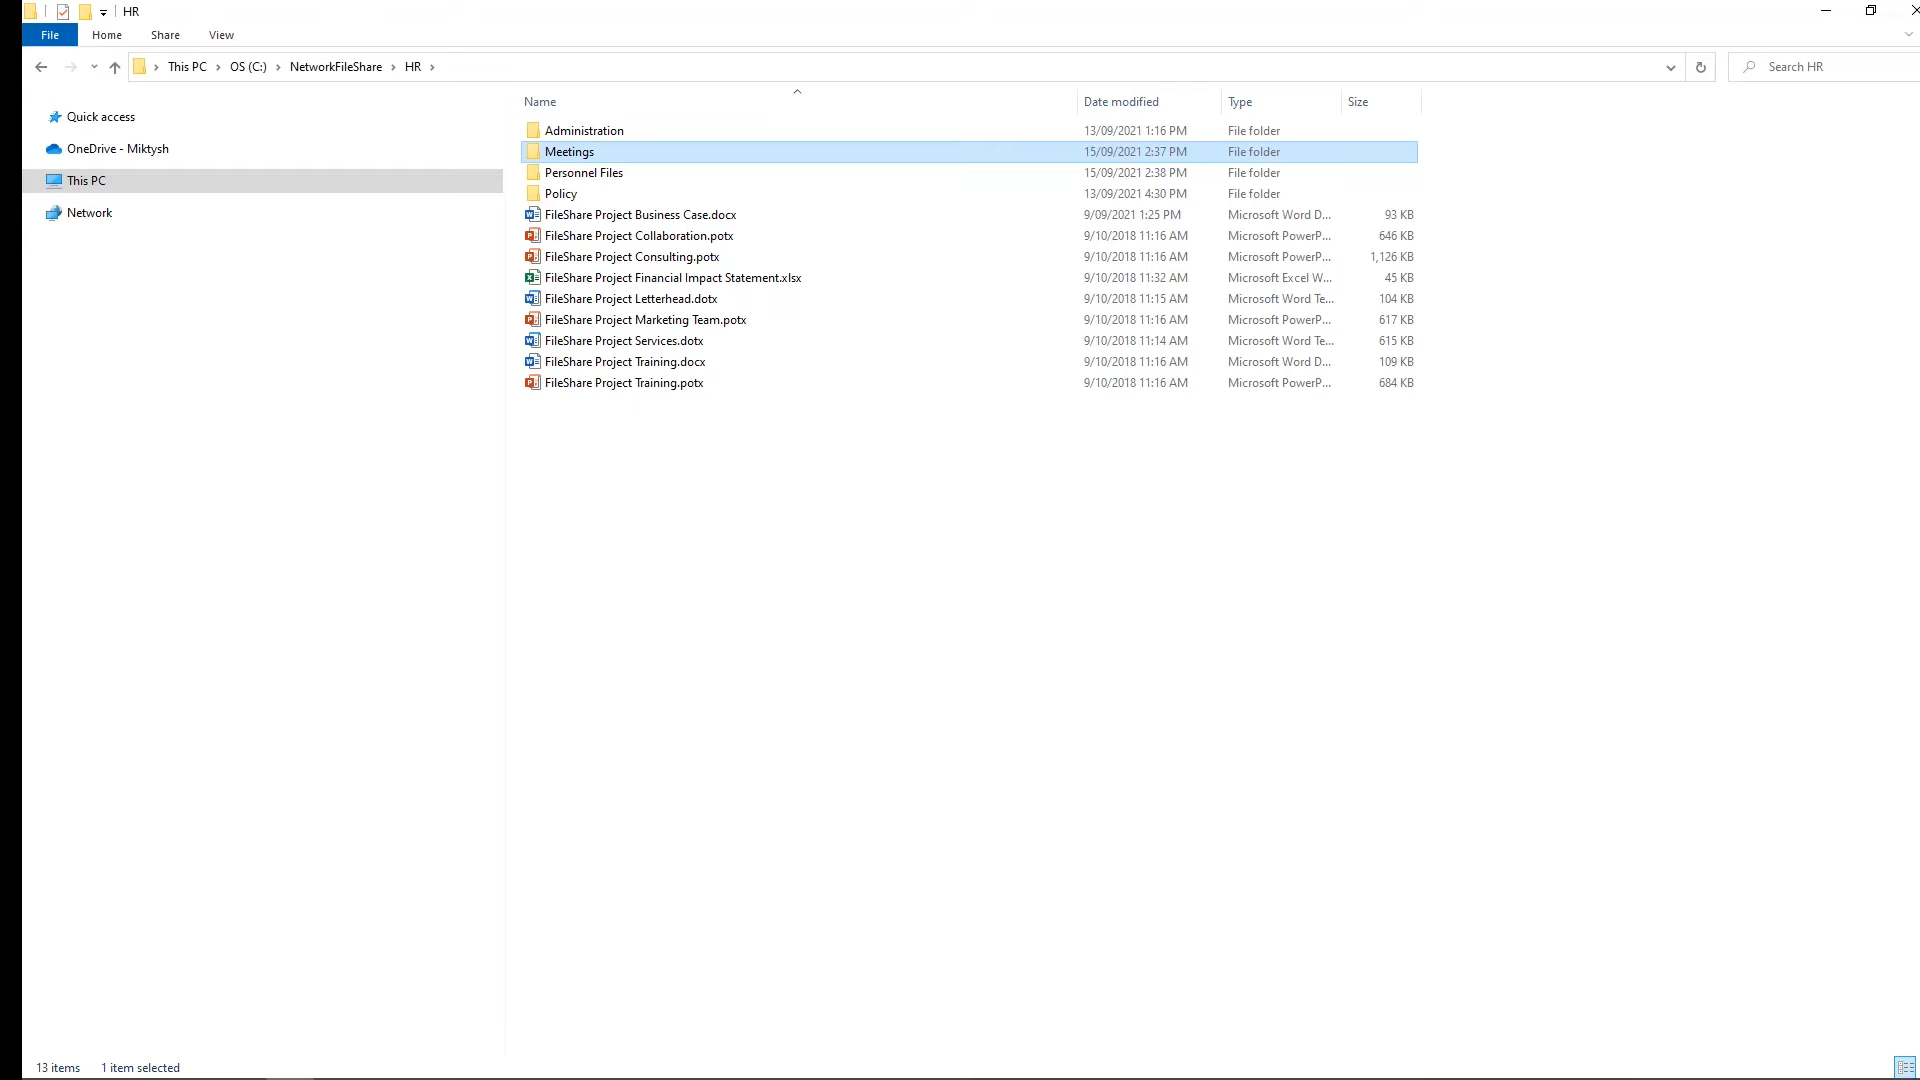 HR
File Home Share View
This PC OS (C:) NetworkFileShare HR Search HR
Quick access
OneDrive - Miktysh
This PC
Network
Name Date modified Type Size
Administration 13/09/2021 1:16 PM File folder
Meetings 15/09/2021 2:37 PM File folder
Personnel Files 15/09/2021 2:38 PM File folder
Policy 13/09/2021 4:30 PM File folder
FileShare Project Business Case.docx 9/09/2021 1:25 PM Microsoft Word D... 93 KB
FileShare Project Collaboration.potx 9/10/2018 11:16 AM Microsoft PowerP... 646 KB
FileShare Project Consulting.potx 9/10/2018 11:16 AM Microsoft PowerP... 1,126 KB
FileShare Project Financial Impact Statement.xlsx 9/10/2018 11:32 AM Microsoft Excel W... 45 KB
FileShare Project Letterhead.dotx 9/10/2018 11:15 AM Microsoft Word Te... 104 KB
FileShare Project Marketing Team.potx 9/10/2018 11:16 AM Microsoft PowerP... 617 KB
FileShare Project Services.dotx 9/10/2018 11:14 AM Microsoft Word Te... 615 KB
FileShare Project Training.docx 9/10/2018 11:16 AM Microsoft Word D... 109 KB
FileShare Project Training.potx 9/10/2018 11:16 AM Microsoft PowerP... 684 KB
13 items 1 item selected